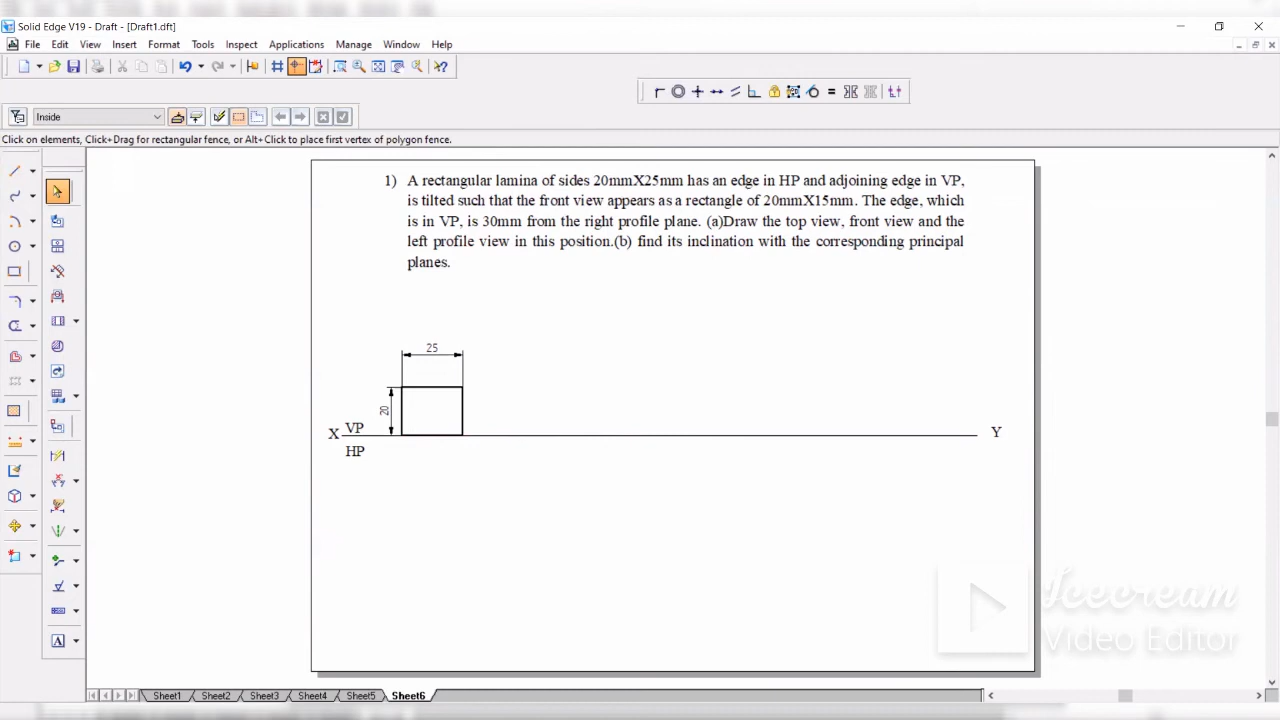 Solid Edge V19 - Draft - [Draft1.dft]
File Edit View Insert Format Tools Inspect Applications Manage Window Help
Inside
Click on elements, Click+Drag for rectangular fence, or Alt+Click to place first vertex of polygon fence.
1) A rectangular lamina of sides 20mmX25mm has an edge in HP and adjoining edge in VP,
is tilted such that the front view appears as a rectangle of 20mmX15mm. The edge, which
is in VP, is 30mm from the right profile plane. (a)Draw the top view, front view and the
left profile view in this position.(b) find its inclination with the corresponding principal
planes.
25
20
X VP Y
HP
Icecream
Video Editor
Sheet1 Sheet2 Sheet3 Sheet4 Sheet5 Sheet6